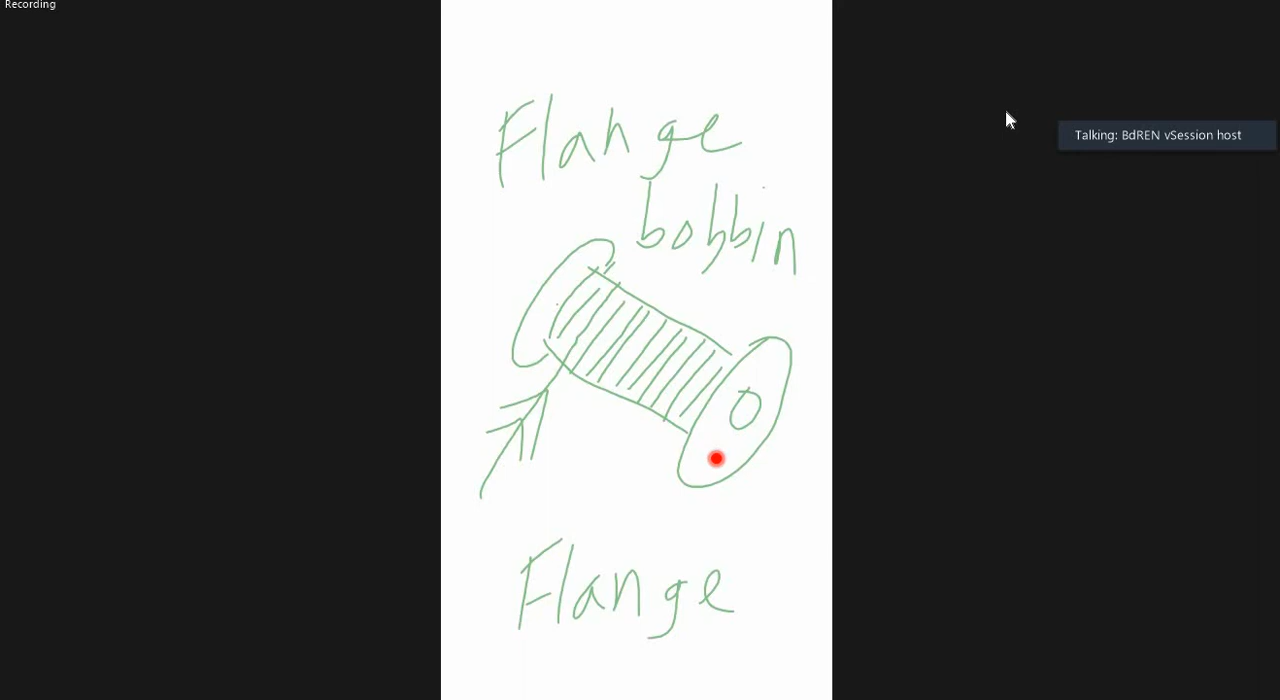 Recording
Talking: BdREN vSession host
Flange
bobbin
Flange